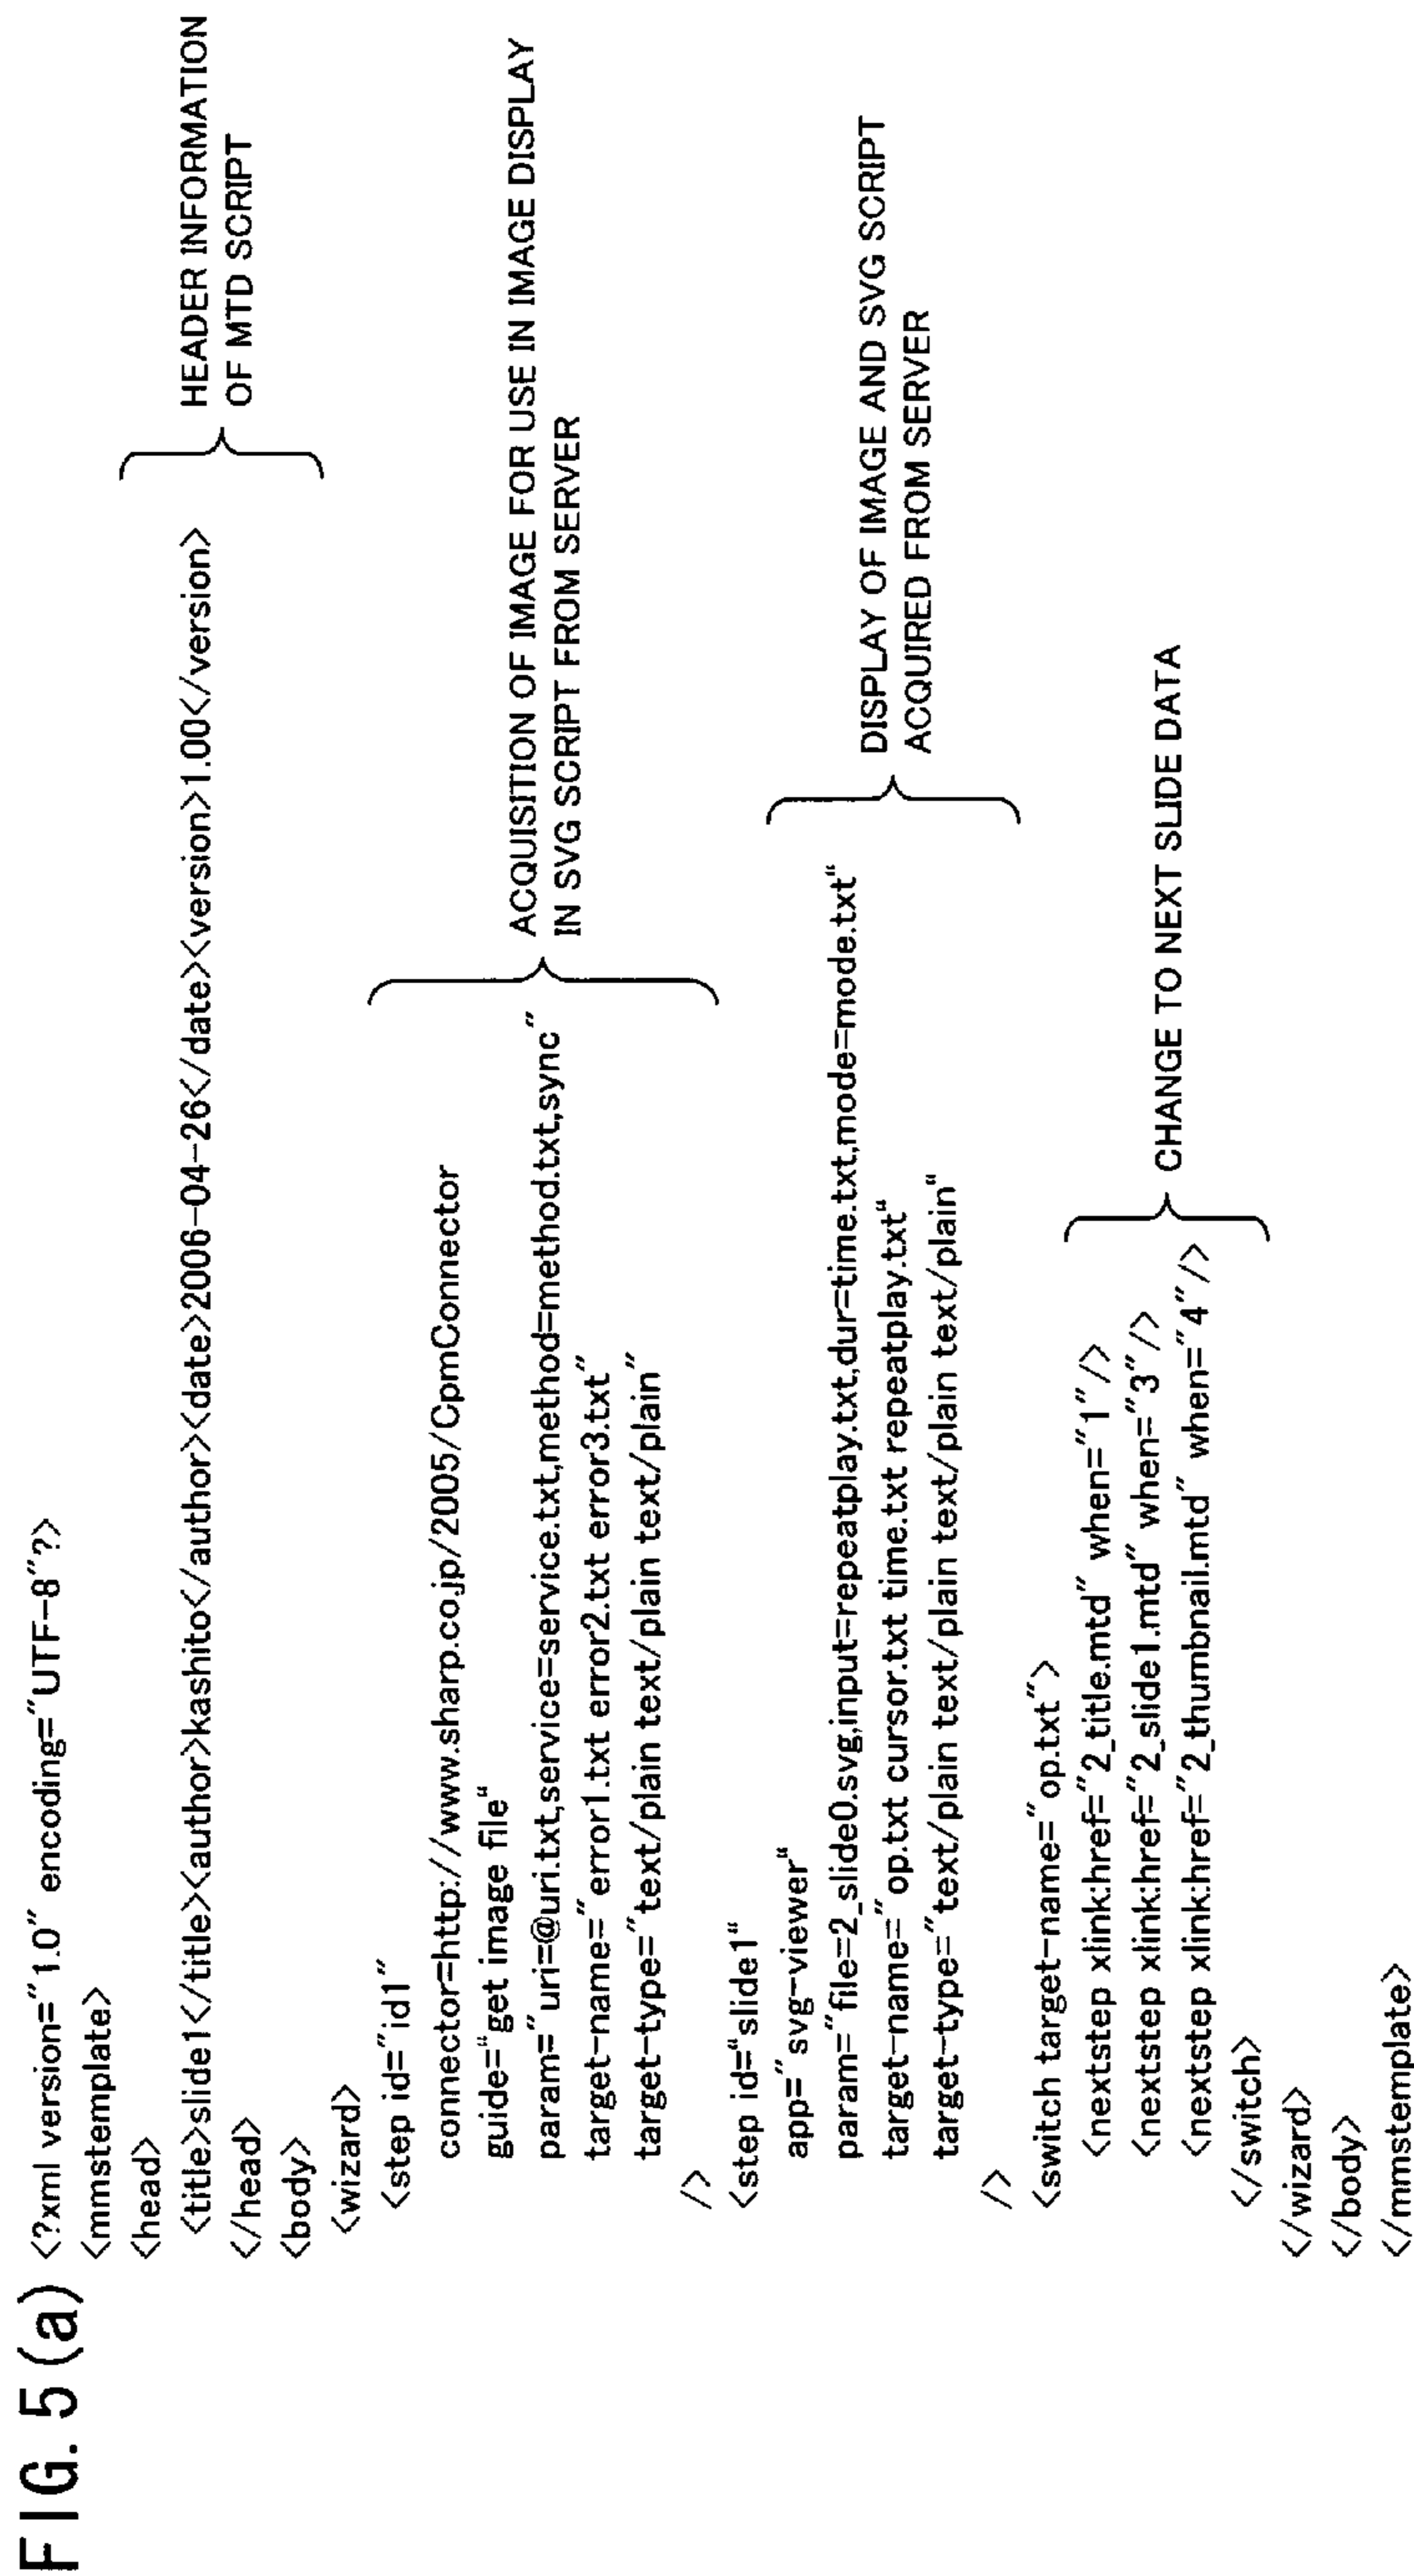 FIG. 5 (a)
<?xml version="1.0" encoding="UTF-8"?>
<mmstemplate>
<head>
<title>slide1</title><author>kashito</author><date>2006-04-26</date><version>1.00</version>
</head>
HEADER INFORMATION
OF MTD SCRIPT
<body>
<wizard>
<step id="id1"
connector=http://www.sharp.co.jp/2005/CpmConnector
guide="get image file"
param="uri=@uri.txt,service=service.txt,method=method.txt,sync"
target-name="error1.txt error2.txt error3.txt"
target-type="text/plain text/plain text/plain"
/>
ACQUISITION OF IMAGE FOR USE IN IMAGE DISPLAY
IN SVG SCRIPT FROM SERVER
<step id="slide1"
app="svg-viewer"
param="file=2_slide0.svg,input=repeatplay.txt,dur=time.txt,mode=mode.txt"
target-name="op.txt cursor.txt time.txt repeatplay.txt"
target-type="text/plain text/plain text/plain text/plain"
/>
DISPLAY OF IMAGE AND SVG SCRIPT
ACQUIRED FROM SERVER
<switch target-name="op.txt">
<nextstep xlink:href="2_title.mtd" when="1"/>
<nextstep xlink:href="2_slide1.mtd" when="3"/>
<nextstep xlink:href="2_thumbnail.mtd" when="4"/>
</switch>
CHANGE TO NEXT SLIDE DATA
</wizard>
</body>
</mmstemplate>